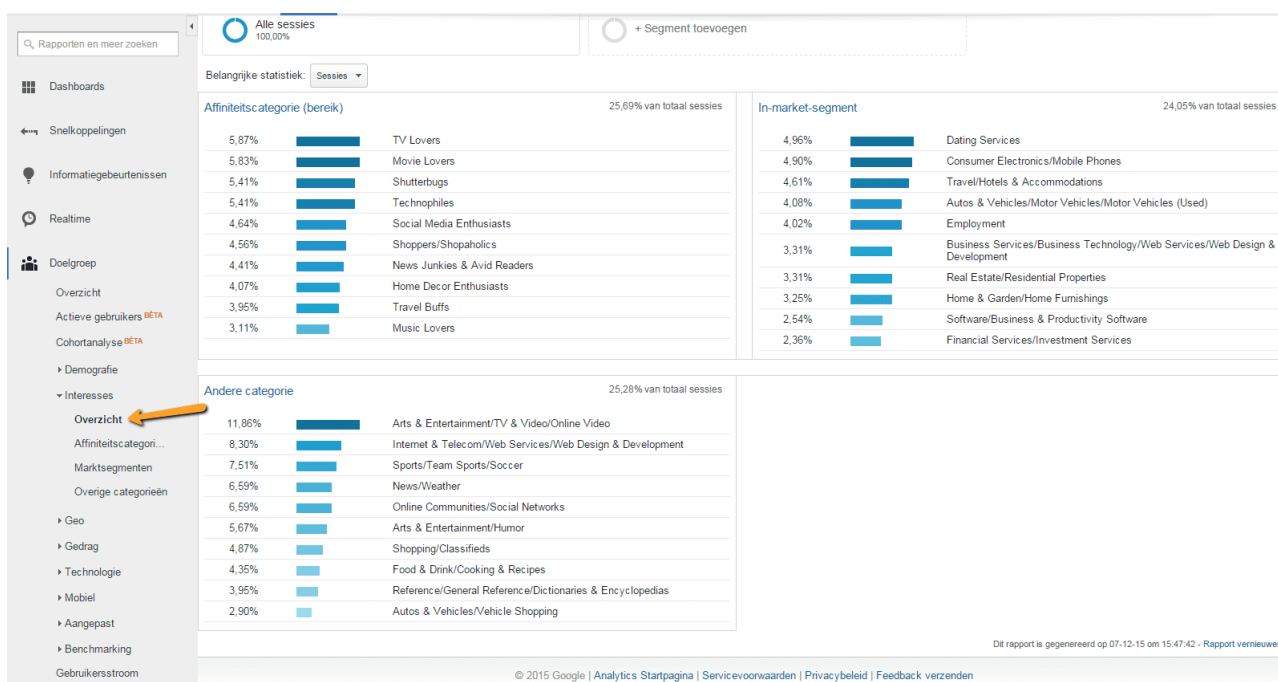 Alle sessies
100,00%
+ Segment toevoegen
Rapporten en meer zoeken
Dashboards
Snelkoppelingen
Informatiegebeurtenissen
Realtime
Doelgroep
Overzicht
Actieve gebruikers BÈTA
Cohortanalyse BÈTA
Demografie
Interesses
Overzicht
Affiniteitscategori...
Marktsegmenten
Overige categorieën
Geo
Gedrag
Technologie
Mobiel
Aangepast
Benchmarking
Gebruikersstroom
Belangrijke statistiek: Sessies
Affiniteitscategorie (bereik) 25,69% van totaal sessies
5,87% TV Lovers
5,83% Movie Lovers
5,41% Shutterbugs
5,41% Technophiles
4,64% Social Media Enthusiasts
4,56% Shoppers/Shopaholics
4,41% News Junkies & Avid Readers
4,07% Home Decor Enthusiasts
3,95% Travel Buffs
3,11% Music Lovers
In-market-segment 24,05% van totaal sessies
4,96% Dating Services
4,90% Consumer Electronics/Mobile Phones
4,61% Travel/Hotels & Accommodations
4,08% Autos & Vehicles/Motor Vehicles/Motor Vehicles (Used)
4,02% Employment
3,31% Business Services/Business Technology/Web Services/Web Design &
Development
3,31% Real Estate/Residential Properties
3,25% Home & Garden/Home Furnishings
2,54% Software/Business & Productivity Software
2,36% Financial Services/Investment Services
Andere categorie 25,28% van totaal sessies
11,86% Arts & Entertainment/TV & Video/Online Video
8,30% Internet & Telecom/Web Services/Web Design & Development
7,51% Sports/Team Sports/Soccer
6,59% News/Weather
6,59% Online Communities/Social Networks
5,67% Arts & Entertainment/Humor
4,87% Shopping/Classifieds
4,35% Food & Drink/Cooking & Recipes
3,95% Reference/General Reference/Dictionaries & Encyclopedias
2,90% Autos & Vehicles/Vehicle Shopping
Dit rapport is gegenereerd op 07-12-15 om 15:47:42 - Rapport vernieuwen
© 2015 Google | Analytics Startpagina | Servicevoorwaarden | Privacybeleid | Feedback verzenden